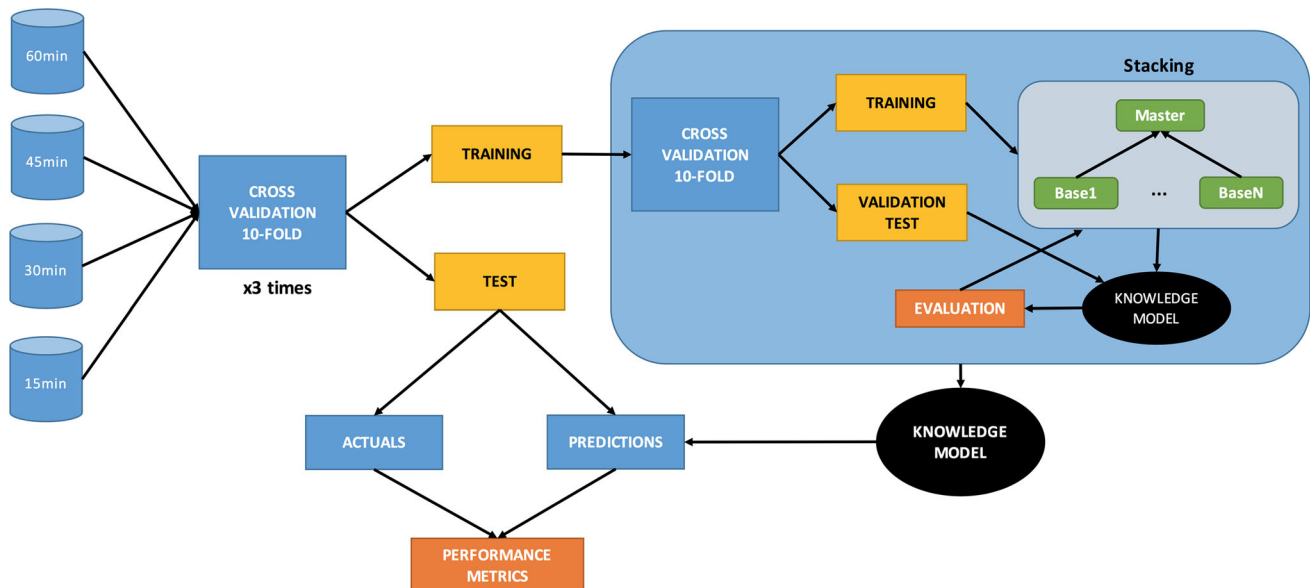 60min
45min
30min
15min
CROSS
VALIDATION
10-FOLD
x3 times
TRAINING
TEST
ACTUALS
PREDICTIONS
PERFORMANCE
METRICS
CROSS
VALIDATION
10-FOLD
TRAINING
VALIDATION
TEST
Stacking
Master
Base1
...
BaseN
EVALUATION
KNOWLEDGE
MODEL
KNOWLEDGE
MODEL